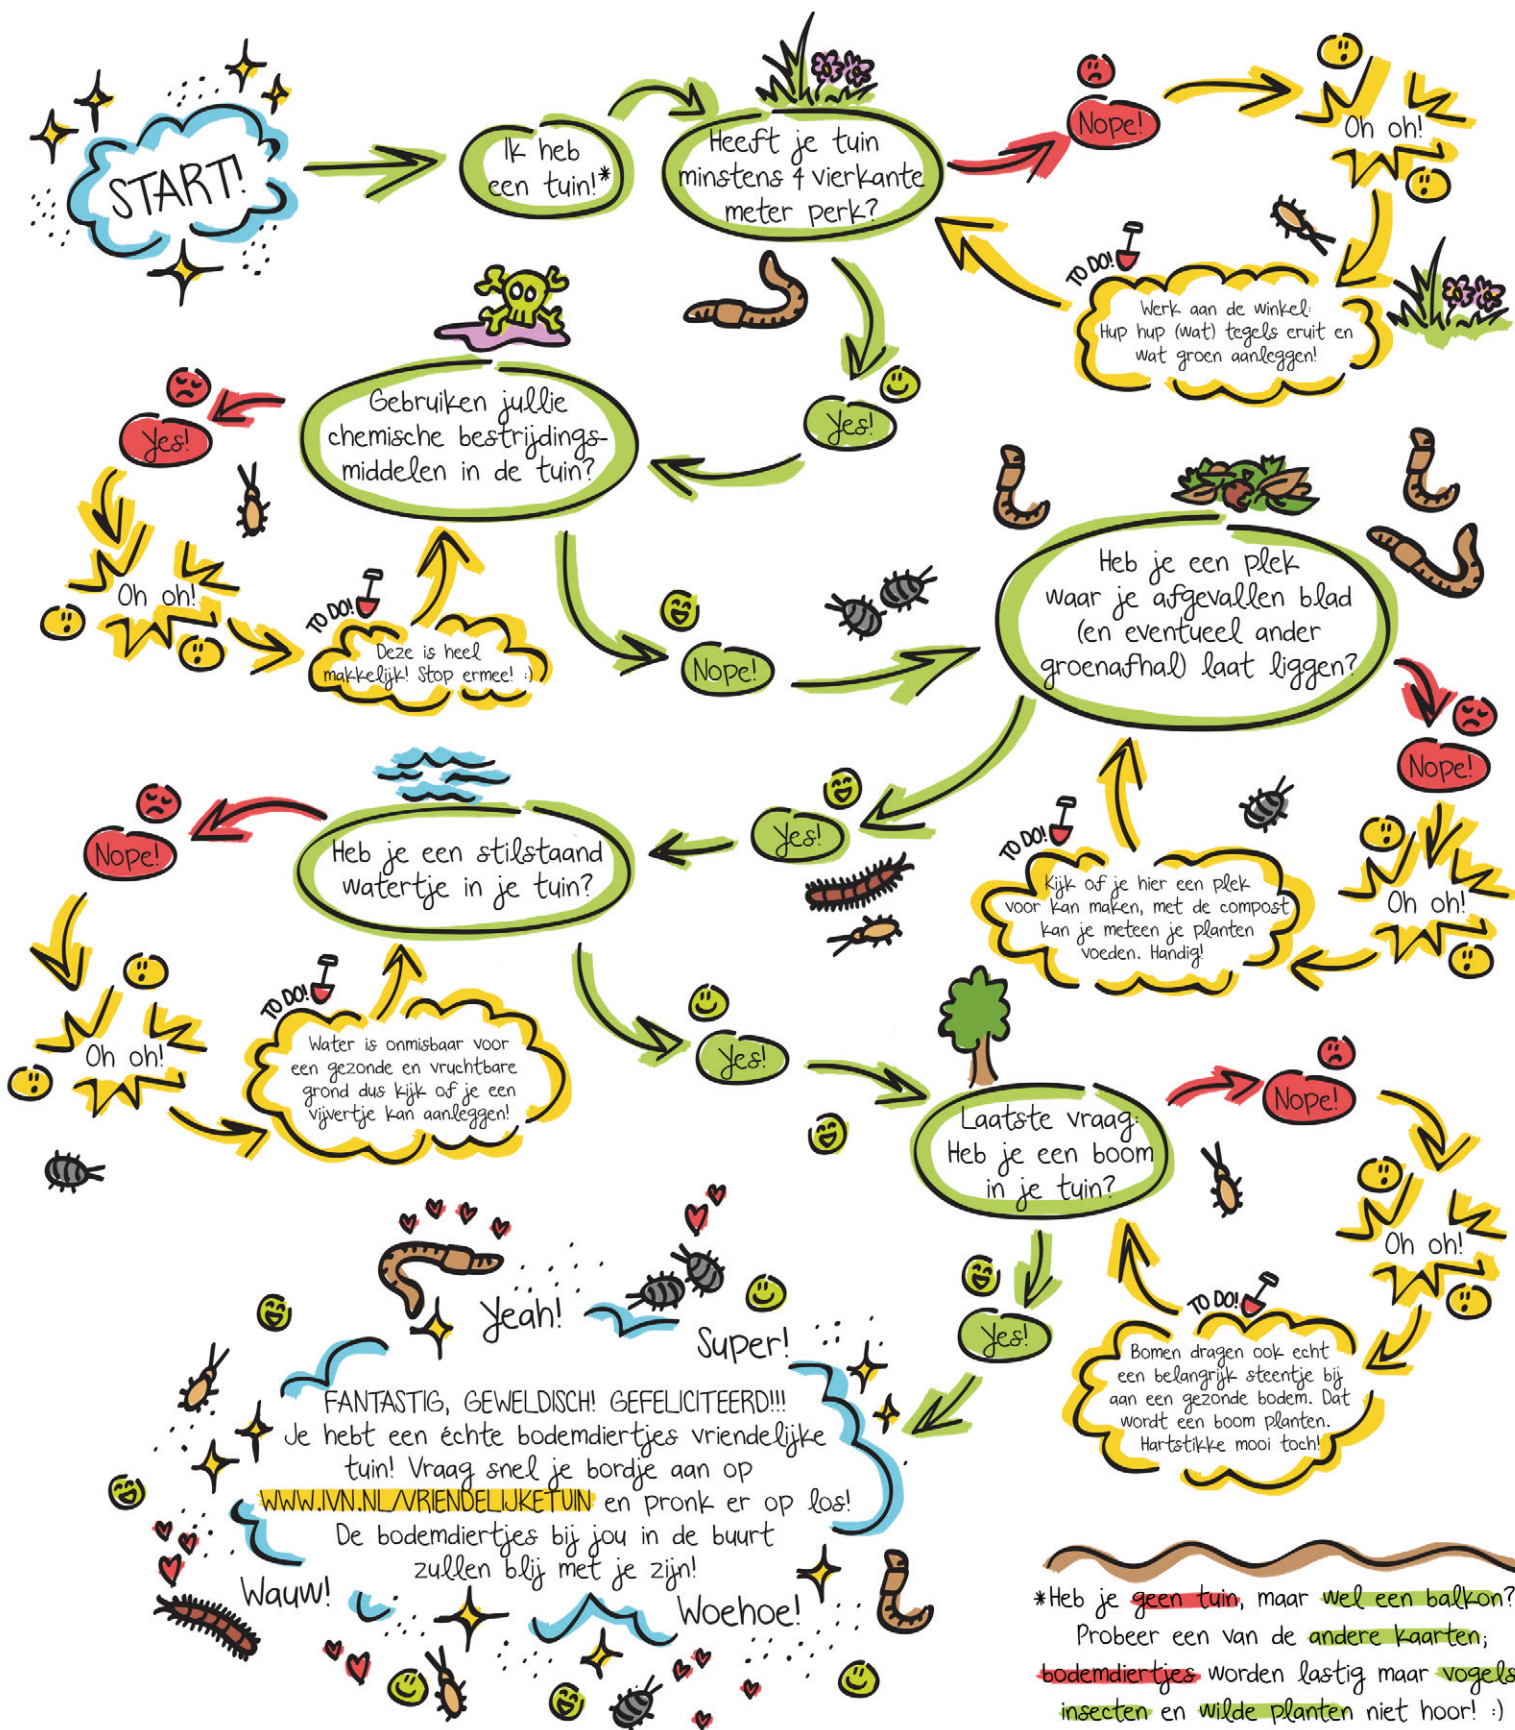 START!
Ik heb
een tuin!*
Heeft je tuin
minstens 4 vierkante
meter perk?
Nope!
Oh oh!
TO DO!
Werk aan de winkel:
Hup hup (wat) tegels eruit en
wat groen aanleggen!
Yes!
Gebruiken jullie
chemische bestrijdings-
middelen in de tuin?
Yes!
Oh oh!
TO DO!
Deze is heel
makkelijk! Stop ermee! :)
Nope!
Heb je een plek
waar je afgevallen blad
(en eventueel ander
groenafhal) laat liggen?
Nope!
Oh oh!
TO DO!
Kijk of je hier een plek
voor kan maken, met de compost
kan je meteen je planten
voeden. Handig!
Yes!
Heb je een stilstaand
watertje in je tuin?
Nope!
Oh oh!
TO DO!
Water is onmisbaar voor
een gezonde en vruchtbare
grond dus kijk of je een
vijvertje kan aanleggen!
Yes!
Laatste vraag:
Heb je een boom
in je tuin?
Nope!
Oh oh!
TO DO!
Bomen dragen ook echt
een belangrijk steentje bij
aan een gezonde bodem. Dat
wordt een boom planten.
Hartstikke mooi toch!
Yes!
Yeah!
Super!
FANTASTIG, GEWELDISCH! GEFELICITEERD!!!
Je hebt een échte bodemdiertjes vriendelijke
tuin! Vraag snel je bordje aan op
WWW.IVN.NL/VRIENDELIJKETUIN en pronk er op los!
De bodemdiertjes bij jou in de buurt
zullen blij met je zijn!
Wauw!
Woehoe!
*Heb je geen tuin, maar wel een balkon?
Probeer een van de andere kaarten;
bodemdiertjes worden lastig maar vogels
insecten en wilde planten niet hoor! :)